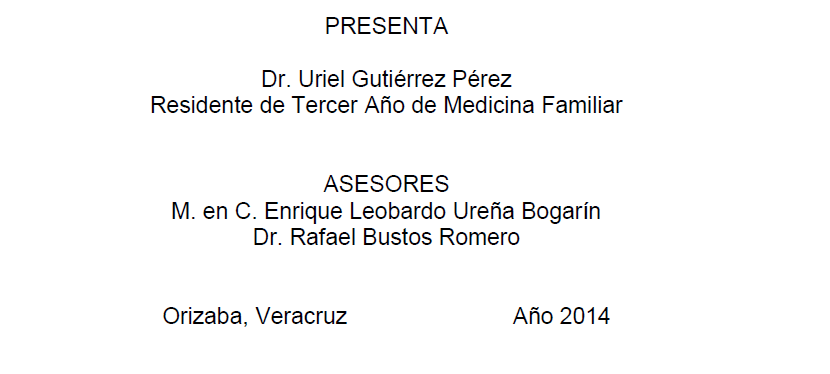 PRESENTA
Dr. Uriel Gutiérrez Pérez
Residente de Tercer Año de Medicina Familiar
ASESORES
M. en C. Enrique Leobardo Ureña Bogarín
Dr. Rafael Bustos Romero
Orizaba, Veracruz Año 2014